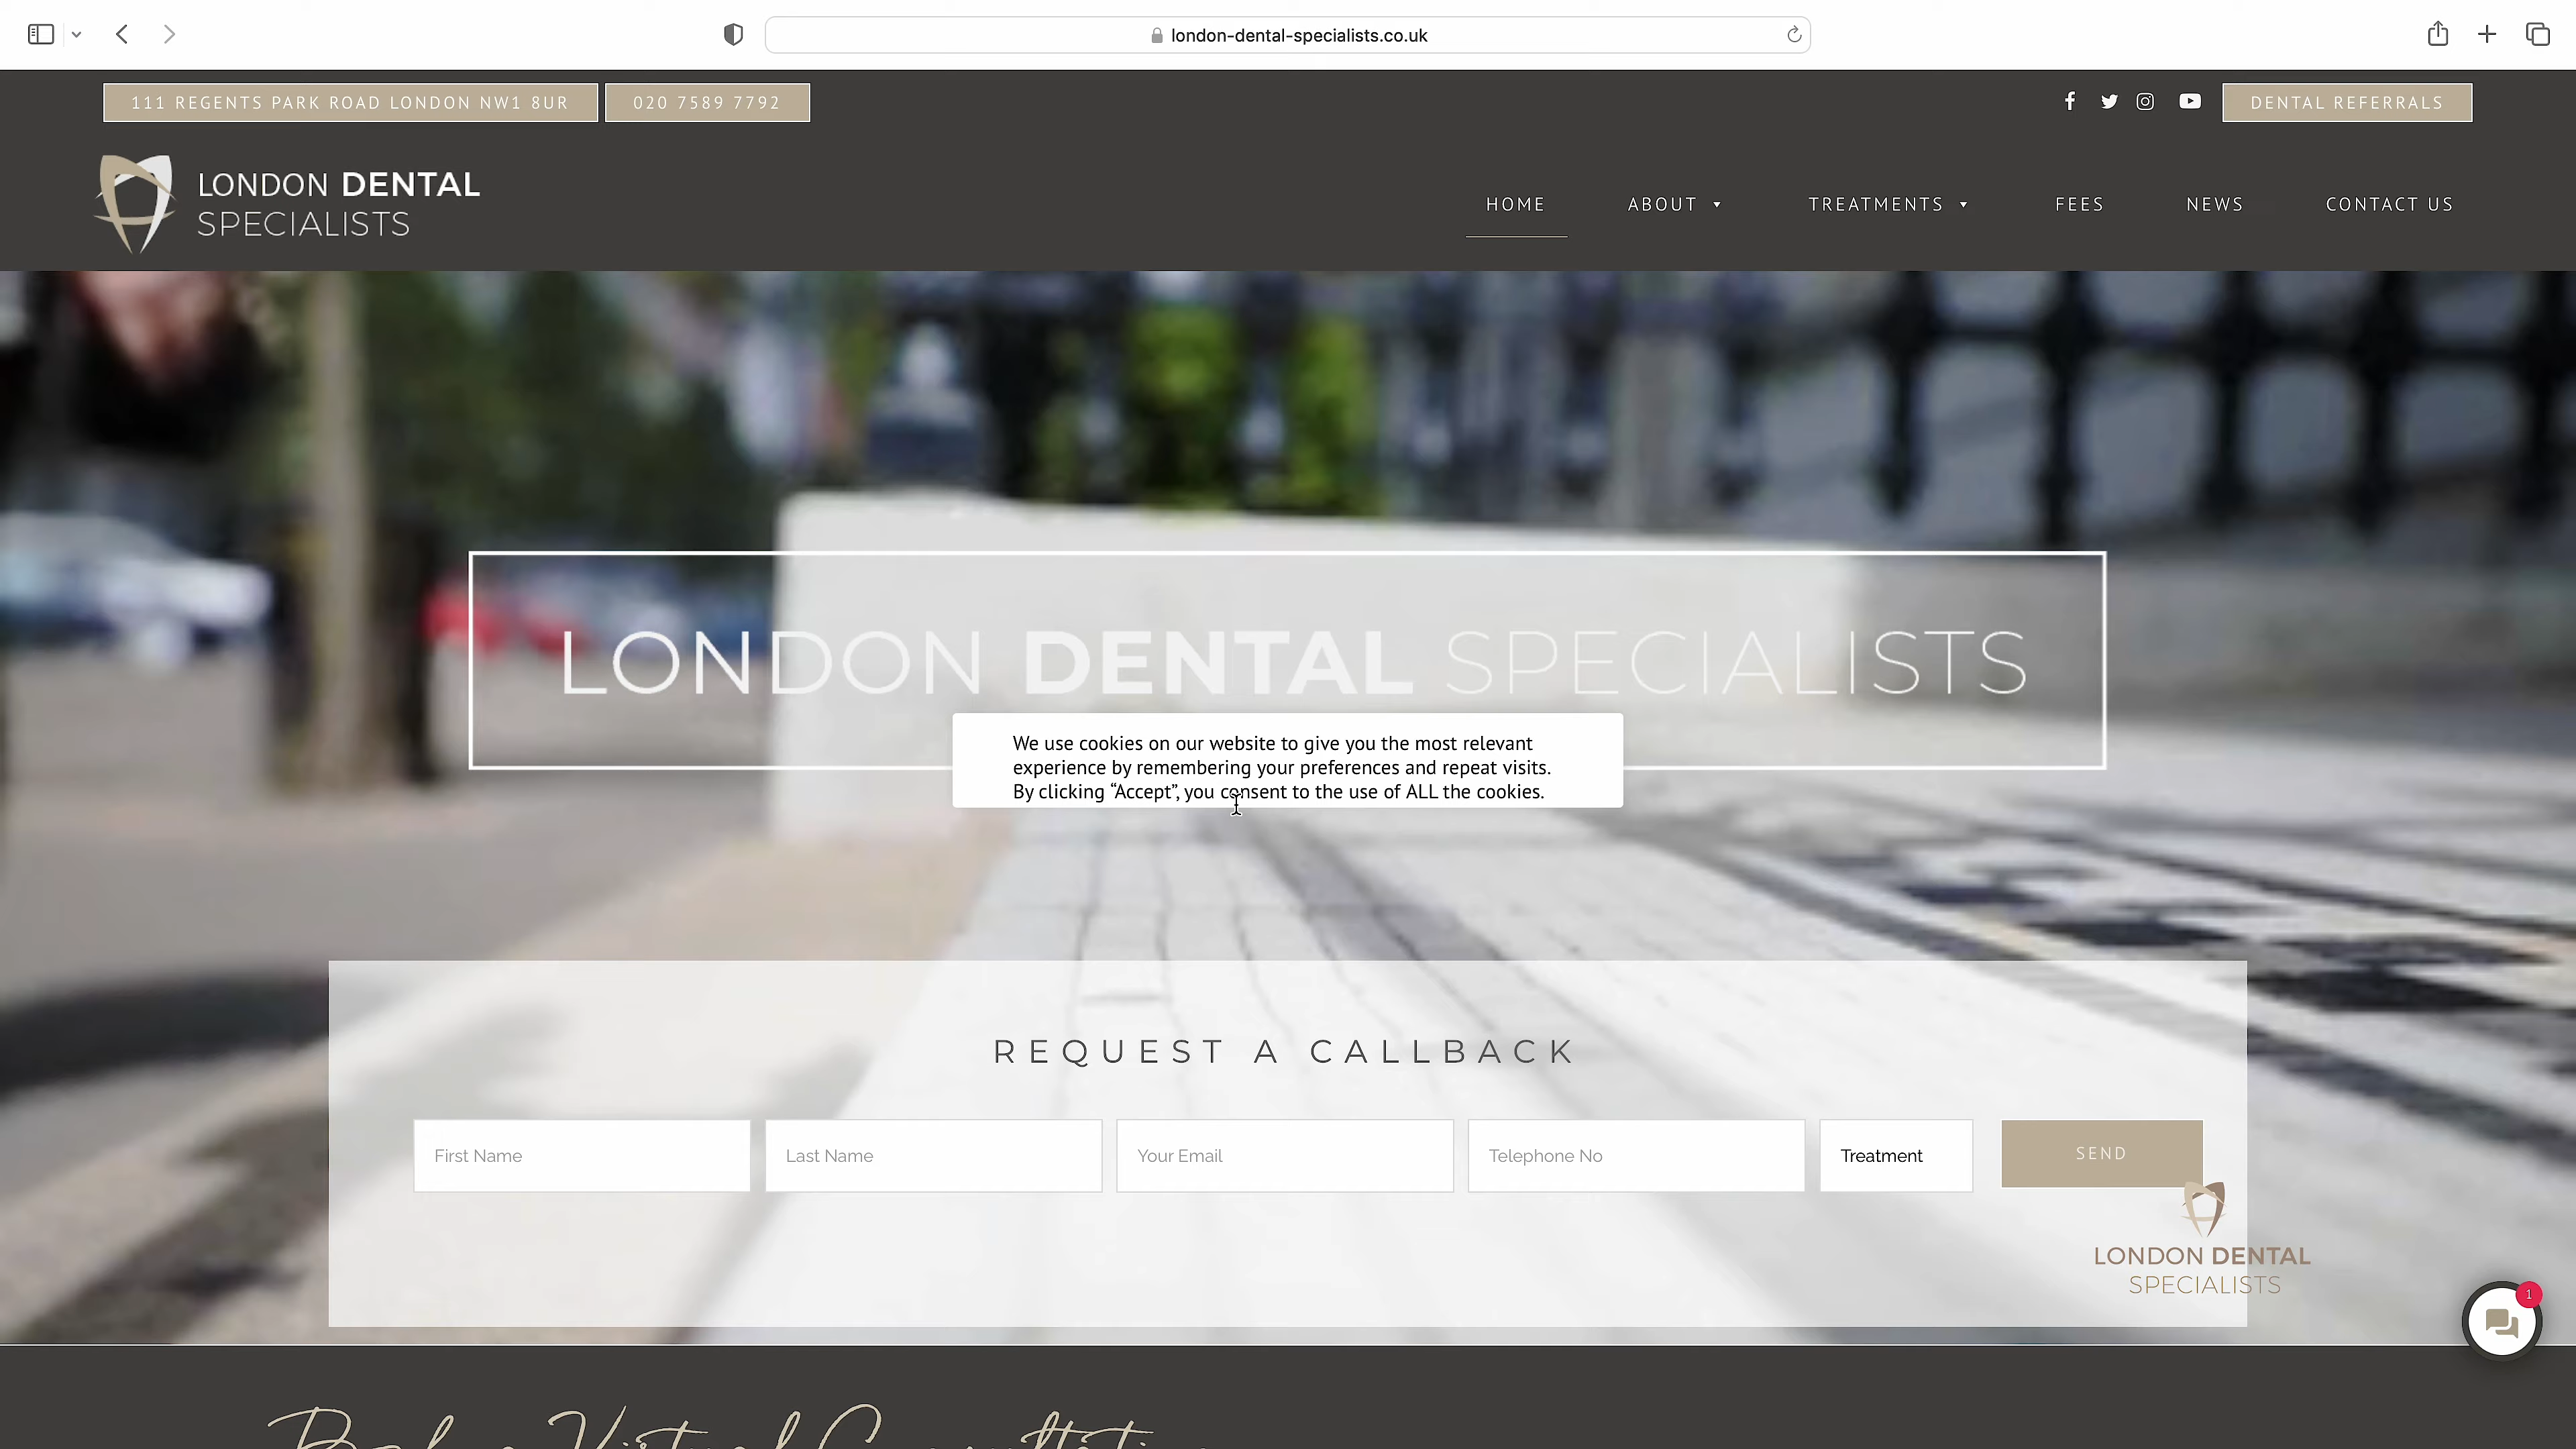 london-dental-specialists.co.uk
111 REGENTS PARK ROAD LONDON NW1 8UR
020 7589 7792
DENTAL REFERRALS
LONDON DENTAL
SPECIALISTS
HOME
ABOUT
TREATMENTS
FEES
NEWS
CONTACT US
LONDON DENTAL SPECIALISTS
We use cookies on our website to give you the most relevant
experience by remembering your preferences and repeat visits.
By clicking “Accept”, you consent to the use of ALL the cookies.
REQUEST A CALLBACK
First Name
Last Name
Your Email
Telephone No
Treatment
SEND
LONDON DENTAL
SPECIALISTS
1